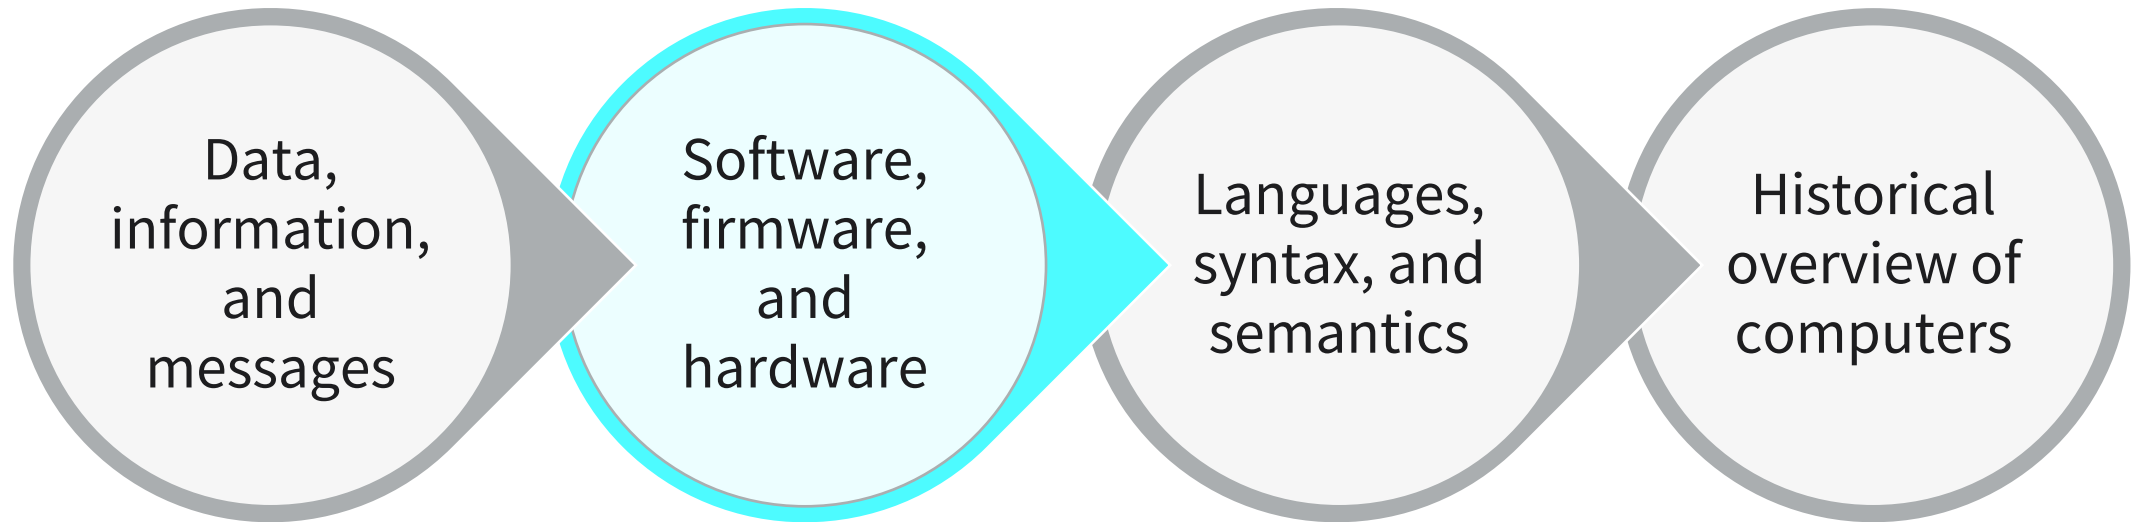 Data,
information,
and
messages
Software,
firmware,
and
hardware
Languages,
syntax, and
semantics
Historical
overview of
computers